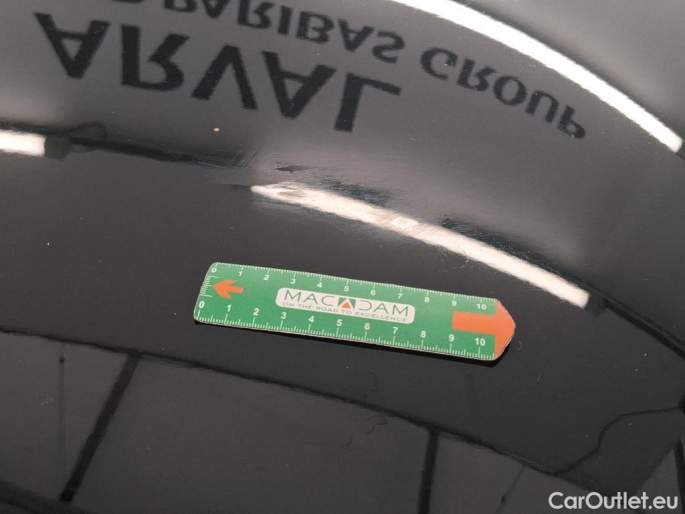 BNP PARIBAS GROUP
ARVAL
0 1 2 3 4 5 6 7 8 9 10
MACADAM
ON THE ROAD TO EXCELLENCE
0 1 2 3 4 5 6 7 8 9 10
CarOutlet.eu